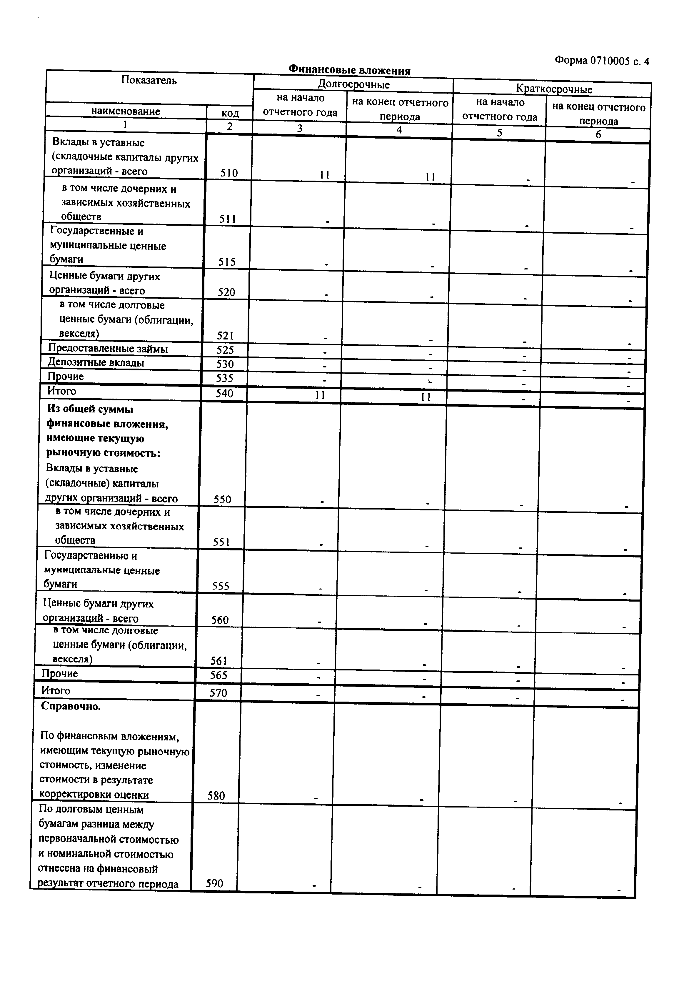 Форма 0710005 с. 4
Финансовые вложения
Показатель Долгосрочные Краткосрочные
наименование код на начало отчетного года на конец отчетного периода на начало отчетного года на конец отчетного периода
1 2 3 4 5 6
Вклады в уставные
(складочные капиталы других
организаций - всего 510 11 11 - -
в том числе дочерних и
зависимых хозяйственных
обществ 511 - - - -
Государственные и
муниципальные ценные
бумаги 515 - - - -
Ценные бумаги других
организаций - всего 520 - - - -
в том числе долговые
ценные бумаги (облигации,
векселя) 521 - - - -
Предоставленные займы 525 - - - -
Депозитные вклады 530 - - - -
Прочие 535 - - - -
Итого 540 11 11 - -
Из общей суммы
финансовые вложения,
имеющие текущую
рыночную стоимость:
Вклады в уставные
(складочные) капиталы
других организаций - всего 550 - - - -
в том числе дочерних и
зависимых хозяйственных
обществ 551 - - - -
Государственные и
муниципальные ценные
бумаги 555 - - - -
Ценные бумаги других
организаций - всего 560 - - - -
в том числе долговые
ценные бумаги (облигации,
векселя) 561 - - - -
Прочие 565 - - - -
Итого 570 - - - -
Справочно.
По финансовым вложениям,
имеющим текущую рыночную
стоимость, изменение
стоимости в результате
корректировки оценки 580 - - - -
По долговым ценным
бумагам разница между
первоначальной стоимостью
и номинальной стоимостью
отнесена на финансовый
результат отчетного периода 590 - - - -